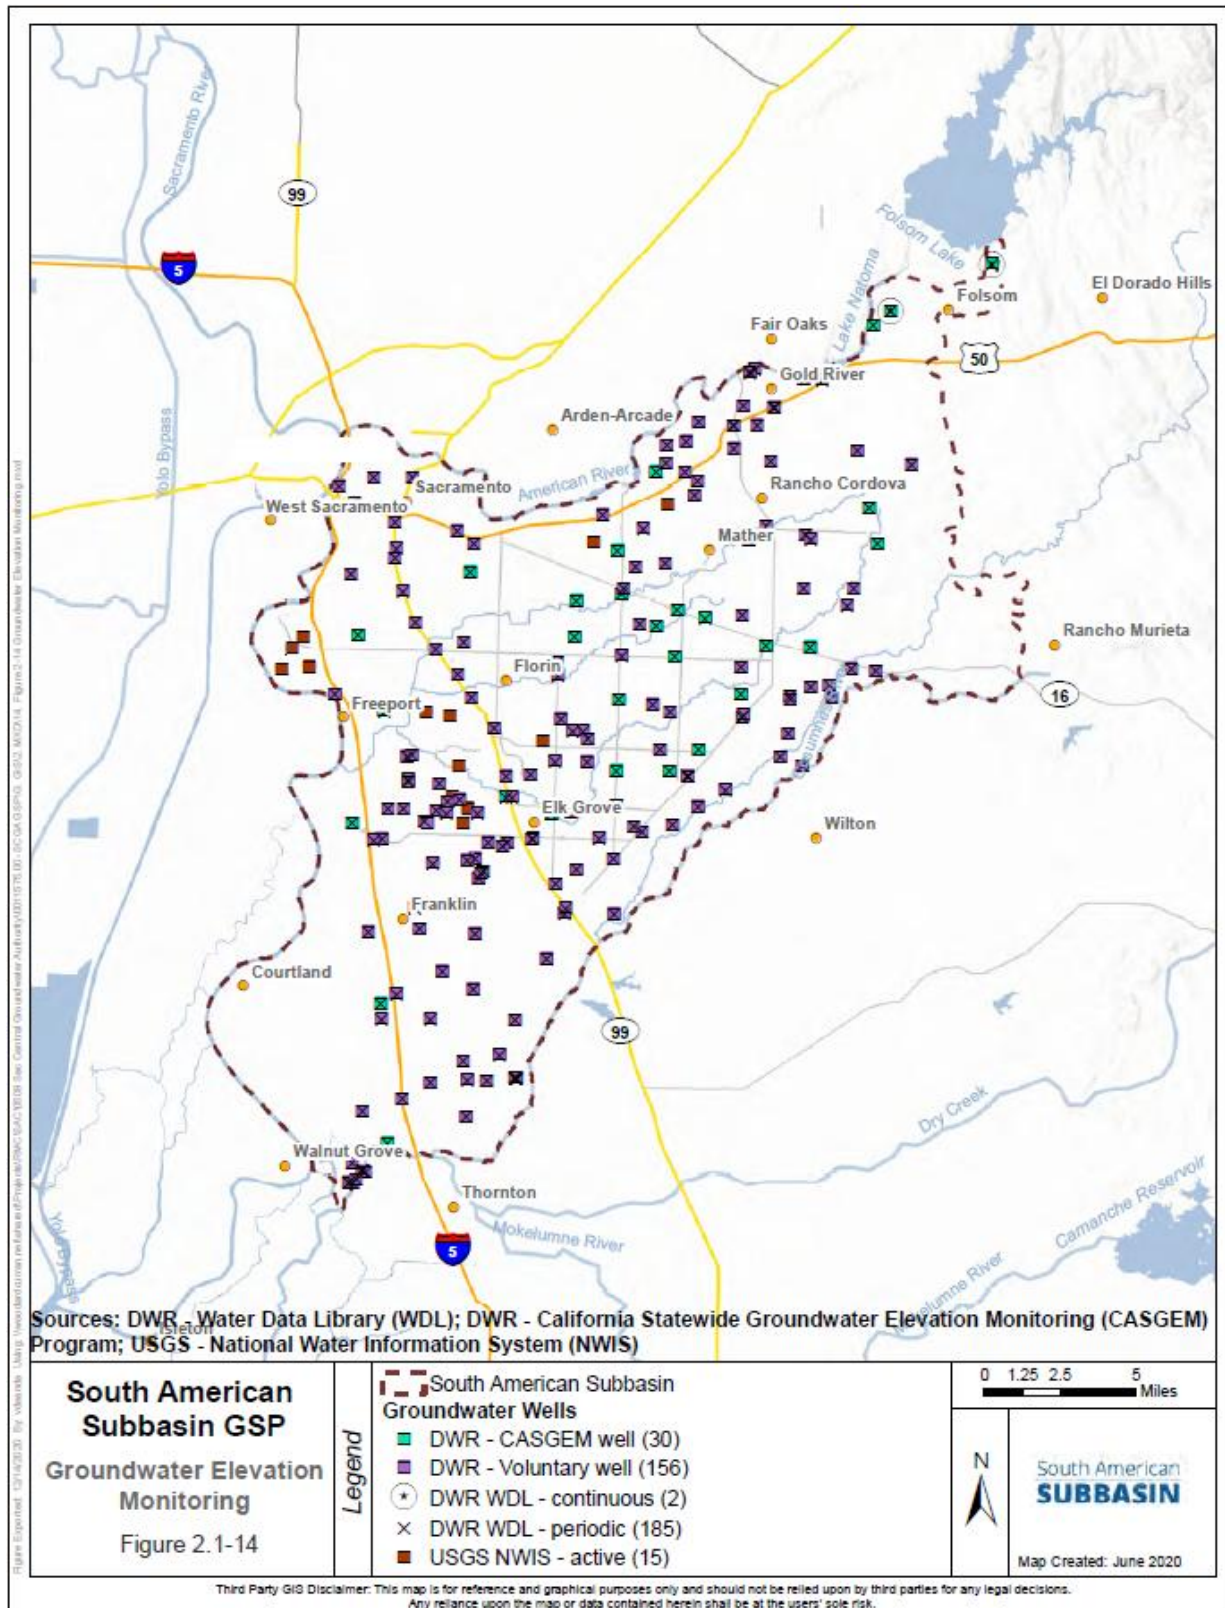 Sacramento River
99
5
Folsom Lake
Lake Natoma
El Dorado Hills
Folsom
Fair Oaks
50
Gold River
Arden-Arcade
Yolo Bypass
American River
Sacramento
Rancho Cordova
West Sacramento
Mather
Rancho Murieta
Florin
16
Freeport
Elk Grove
Wilton
Franklin
Courtland
99
Dry Creek
Walnut Grove
Thornton
Mokelumne River
5
Camanche Reservoir
Mokelumne River
Yolo Bypass
Isleton
Sources: DWR - Water Data Library (WDL); DWR - California Statewide Groundwater Elevation Monitoring (CASGEM)
Program; USGS - National Water Information System (NWIS)
South American
Subbasin GSP
Groundwater Elevation
Monitoring
Figure 2.1-14
Legend
South American Subbasin
Groundwater Wells
DWR - CASGEM well (30)
DWR - Voluntary well (156)
DWR WDL - continuous (2)
DWR WDL - periodic (185)
USGS NWIS - active (15)
0 1.25 2.5 5
Miles
N
South American
SUBBASIN
Map Created: June 2020
Third Party GIS Disclaimer: This map is for reference and graphical purposes only and should not be relied upon by third parties for any legal decisions.
Any reliance upon the map or data contained herein shall be at the users' sole risk.